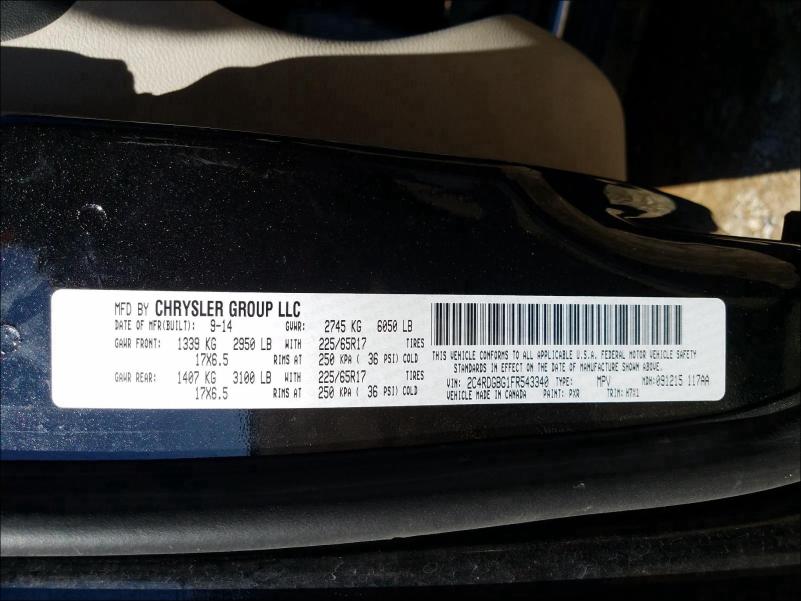 MFD BY CHRYSLER GROUP LLC
DATE OF MFR(BUILT): 9-14 GVWR: 2745 KG 6050 LB
GAWR FRONT: 1339 KG 2950 LB WITH 225/65R17 TIRES
17X6.5 RIMS AT 250 KPA ( 36 PSI) COLD
GAWR REAR: 1407 KG 3100 LB WITH 225/65R17 TIRES
17X6.5 RIMS AT 250 KPA ( 36 PSI) COLD
THIS VEHICLE CONFORMS TO ALL APPLICABLE U.S.A. FEDERAL MOTOR VEHICLE SAFETY
STANDARDS IN EFFECT ON THE DATE OF MANUFACTURE SHOWN ABOVE.
VIN: 2C4RDGBG1FR543340 TYPE: MPV MDH: 091215 117AA
VEHICLE MADE IN CANADA PAINT: PXR TRIM: H7X1